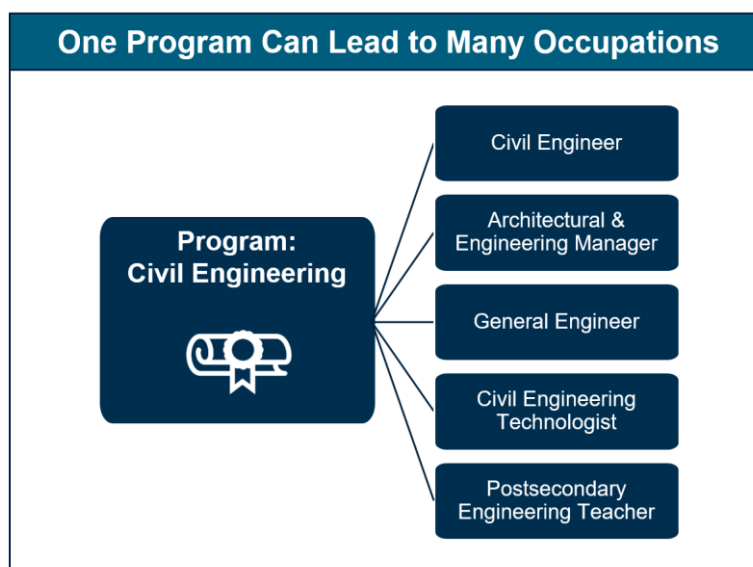 One Program Can Lead to Many Occupations
Program:
Civil Engineering
Civil Engineer
Architectural &
Engineering Manager
General Engineer
Civil Engineering
Technologist
Postsecondary
Engineering Teacher